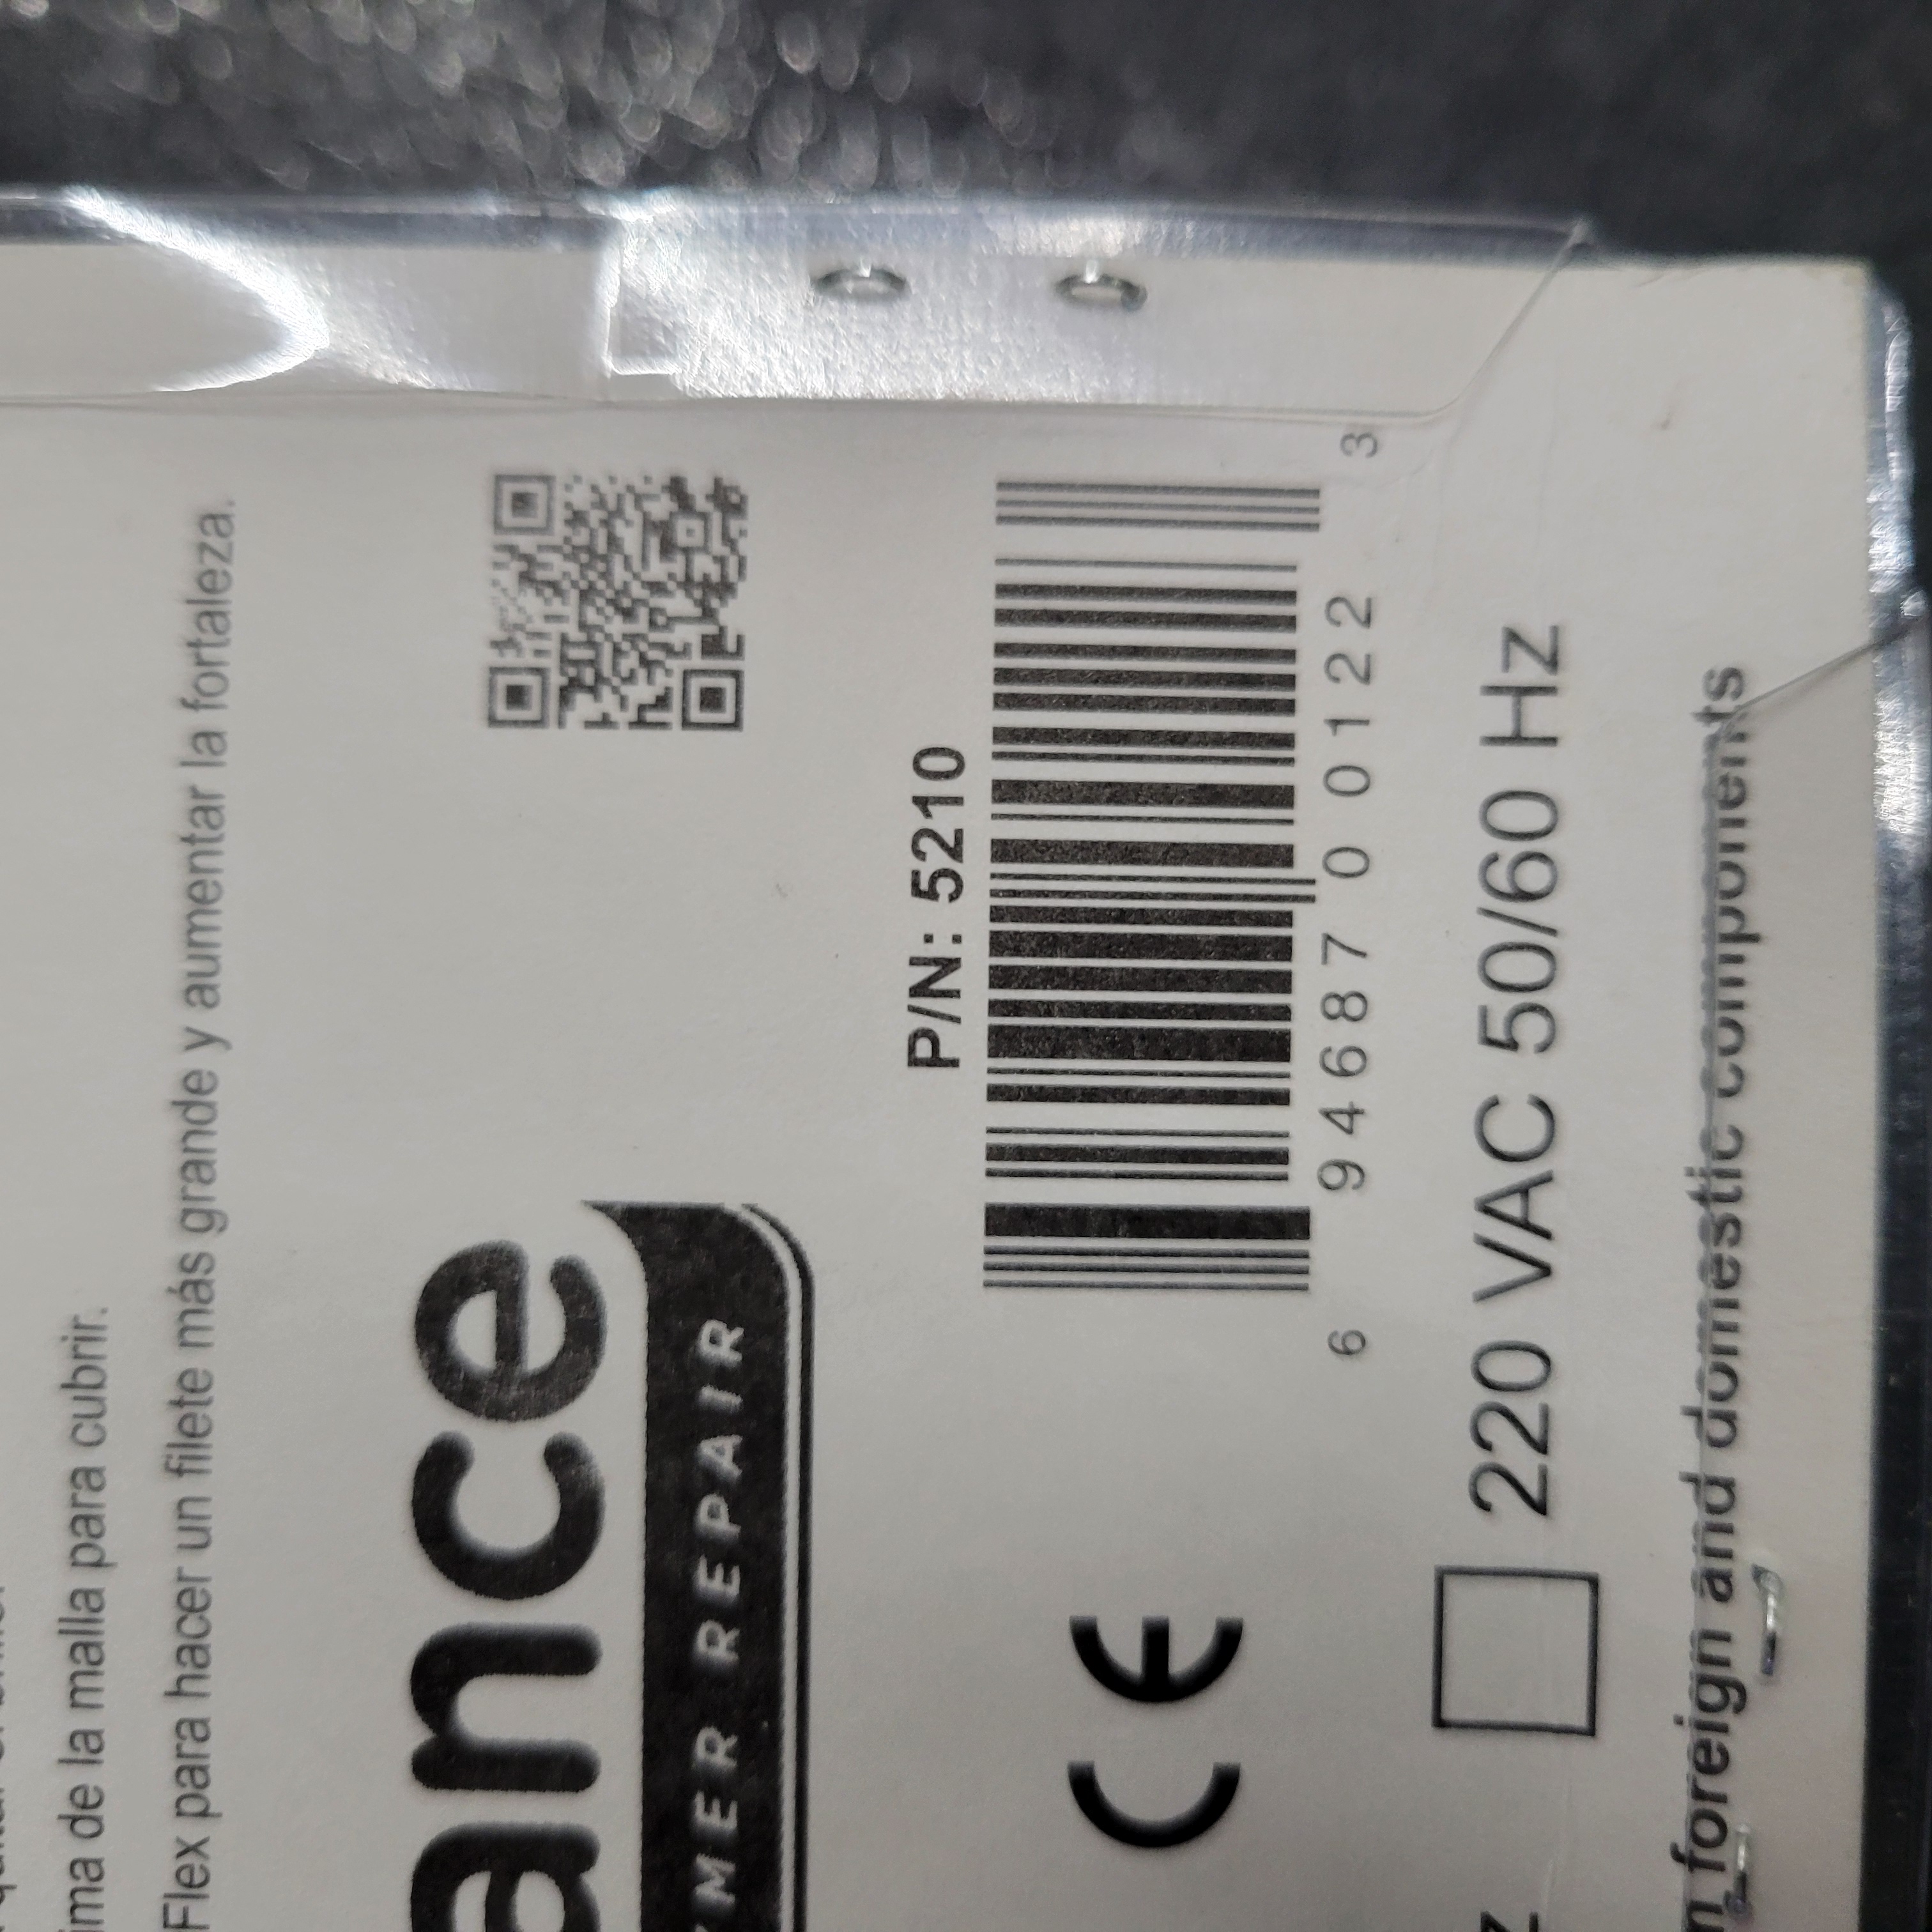 ima de la malla para cubrir.
Flex para hacer un filete más grande y aumentar la fortaleza.
ance
MER REPAIR
P/N: 5210
6 94687 00122 3
CE
220 VAC 50/60 Hz
foreign and domestic components